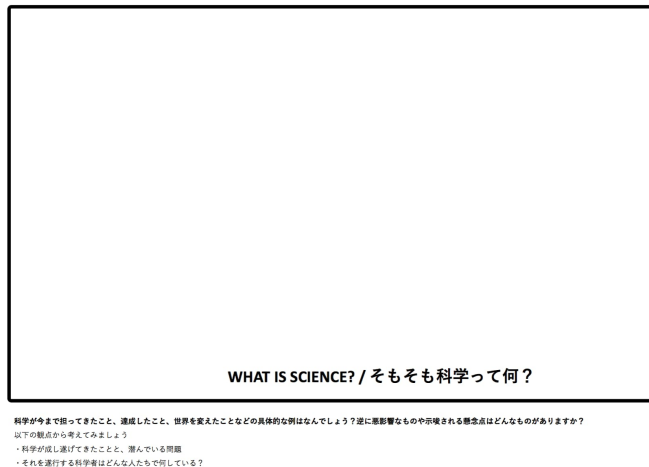 WHAT IS SCIENCE? / そもそも科学って何？
科学が今まで担ってきたこと、達成したこと、世界を変えたことなどの具体的な例はなんでしょう？逆に悪影響なものや示唆される懸念点はどんなものがありますか？
以下の観点から考えてみましょう
・科学が成し遂げてきたことと、潜んでいる問題
・それを遂行する科学者はどんな人たちで何している？